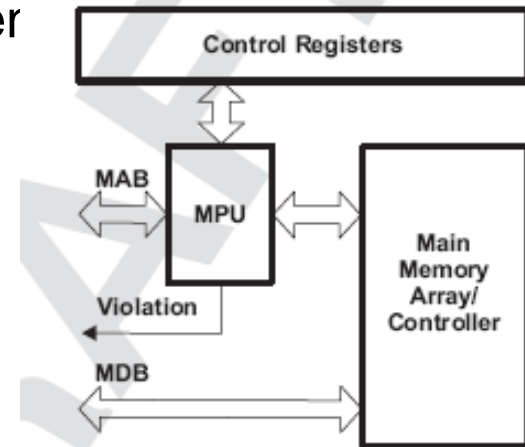 er
Control Registers
MAB
MPU
Main
Memory
Array/
Controller
Violation
MDB